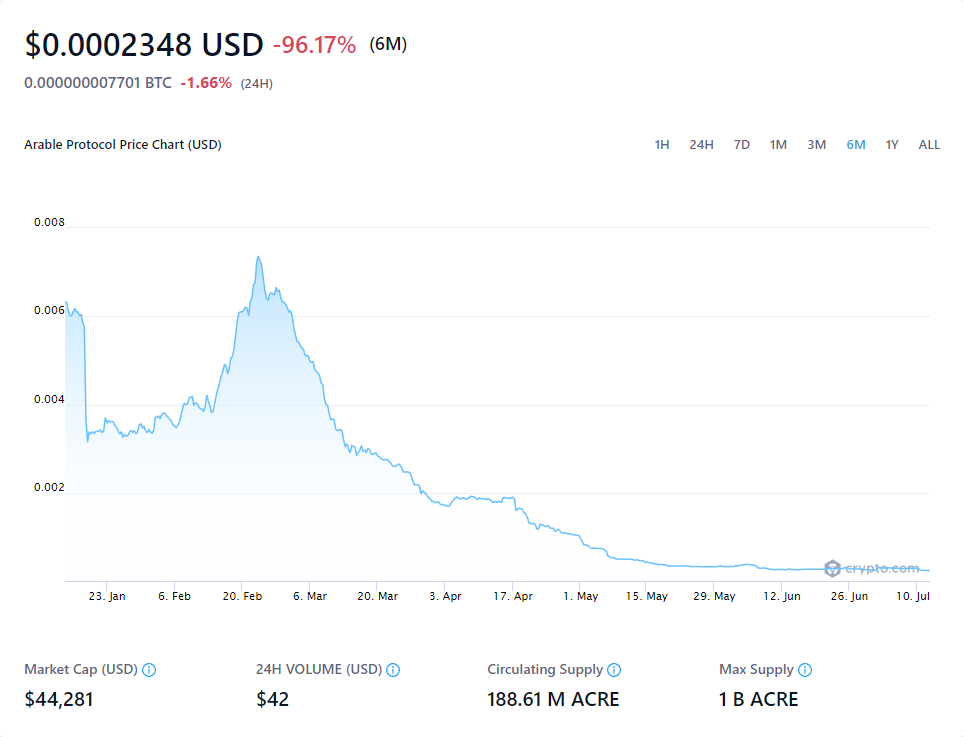 $0.0002348 USD -96.17% (6M)
0.000000007701 BTC -1.66% (24H)
Arable Protocol Price Chart (USD) 1H 24H 7D 1M 3M 6M 1Y ALL
0.008
0.006
0.004
0.002
crypto.com
23. Jan 6. Feb 20. Feb 6. Mar 20. Mar 3. Apr 17. Apr 1. May 15. May 29. May 12. Jun 26. Jun 10. Jul
Market Cap (USD) 24H VOLUME (USD) Circulating Supply Max Supply
$44,281 $42 188.61 M ACRE 1 B ACRE